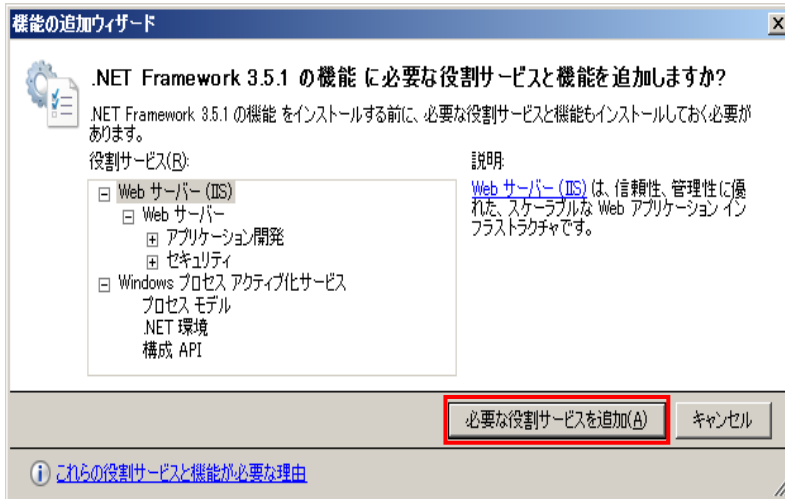 機能の追加ウィザード
.NET Framework 3.5.1 の機能 に必要な役割サービスと機能を追加しますか?
.NET Framework 3.5.1 の機能 をインストールする前に、必要な役割サービスと機能もインストールしておく必要が
あります。
役割サービス(R):
Web サーバー (IIS)
Web サーバー
アプリケーション開発
セキュリティ
Windows プロセス アクティブ化サービス
プロセス モデル
.NET 環境
構成 API
説明:
Web サーバー (IIS) は、信頼性、管理性に優
れた、スケーラブルな Web アプリケーション イン
フラストラクチャです。
必要な役割サービスを追加(A)
キャンセル
これらの役割サービスと機能が必要な理由